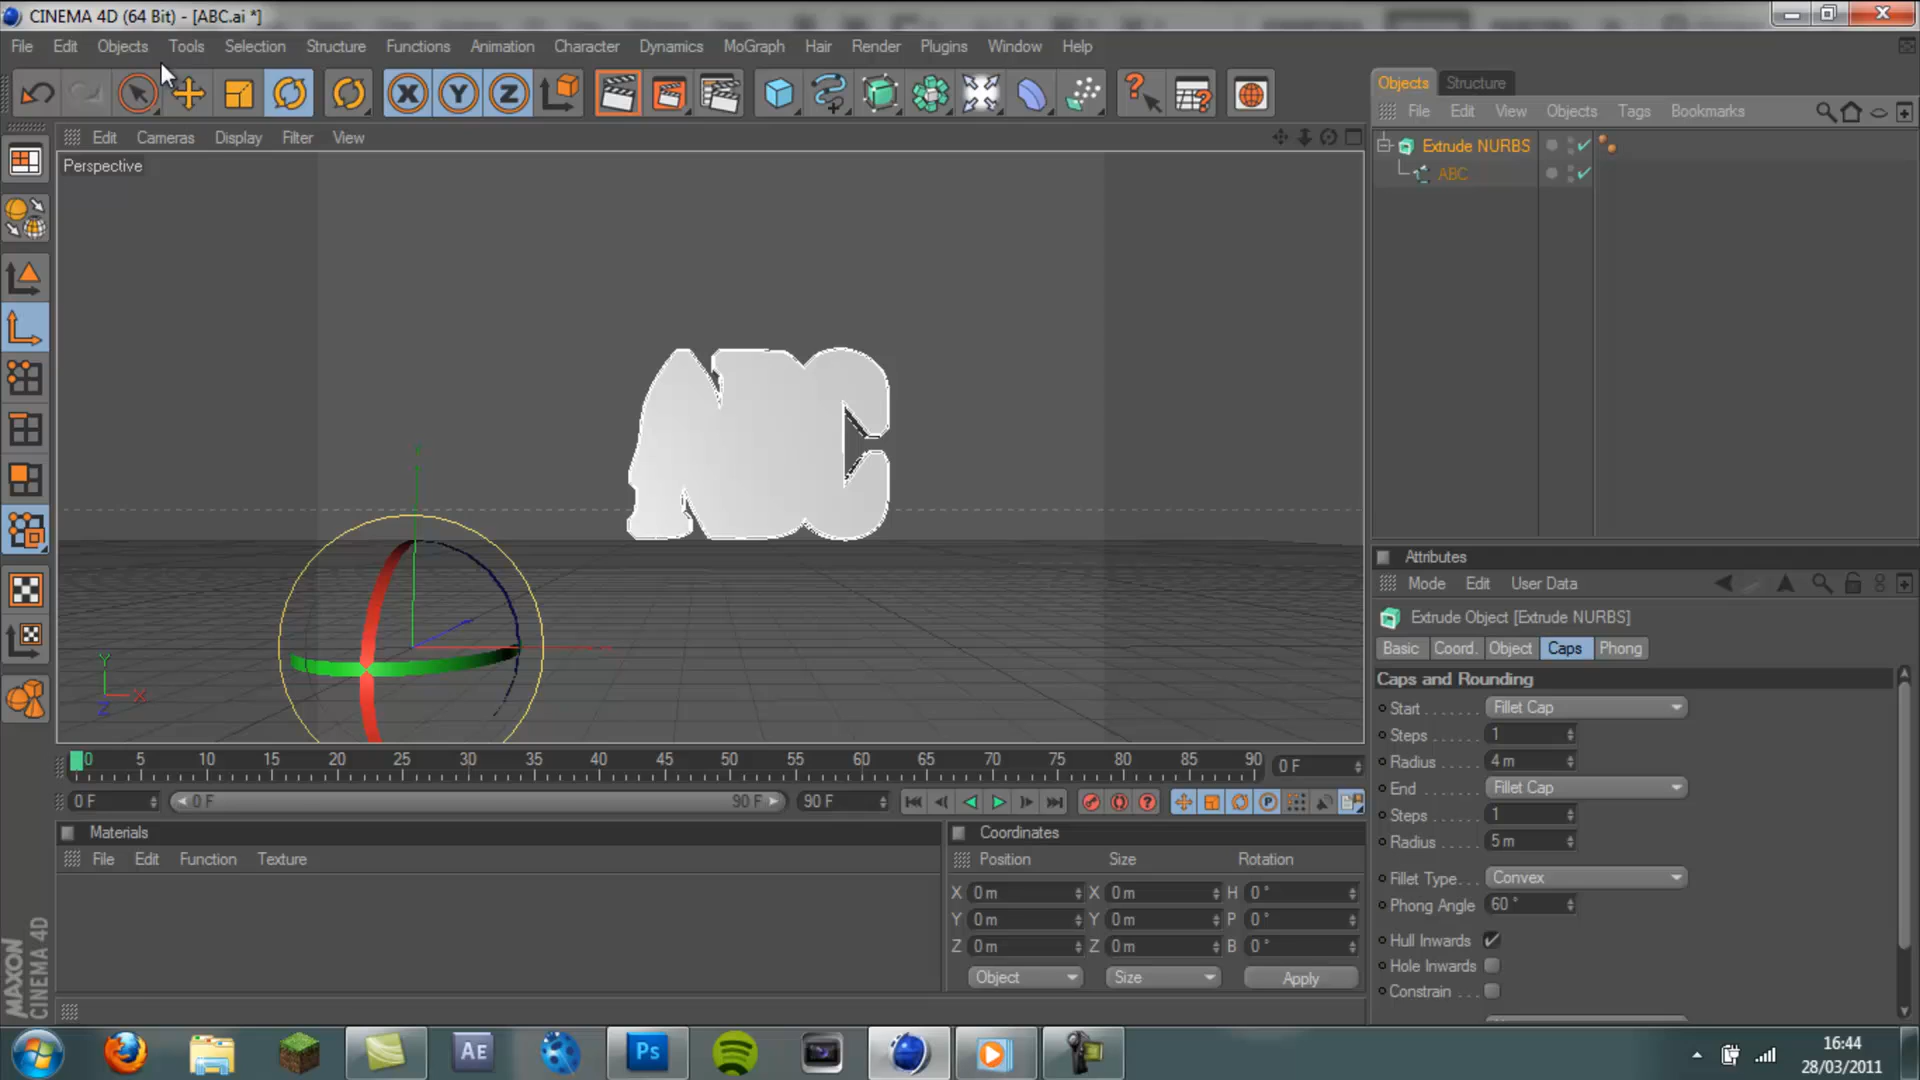 CINEMA 4D (64 Bit) - [ABC.ai *]
File Edit Objects Tools Selection Structure Functions Animation Character Dynamics MoGraph Hair Render Plugins Window Help
X Y Z
Objects Structure
File Edit View Objects Tags Bookmarks
Edit Cameras Display Filter View
Perspective
Extrude NURBS
ABC
Y
X
Z
Attributes
Mode Edit User Data
Extrude Object [Extrude NURBS]
Basic Coord. Object Caps Phong
Caps and Rounding
Start . . . . . . . Fillet Cap
Steps . . . . . . 1
Radius . . . . . 4 m
End . . . . . . . . Fillet Cap
Steps . . . . . . 1
Radius . . . . . 5 m
Fillet Type. . . Convex
Phong Angle 60 °
Hull Inwards
Hole Inwards
Constrain . . .
0 5 10 15 20 25 30 35 40 45 50 55 60 65 70 75 80 85 90 0 F
0 F 0 F 90 F 90 F
Materials
File Edit Function Texture
Coordinates
Position Size Rotation
X 0 m X 0 m H 0 °
Y 0 m Y 0 m P 0 °
Z 0 m Z 0 m B 0 °
Object Size Apply
MAXON
CINEMA 4D
AE
Ps
16:44
28/03/2011